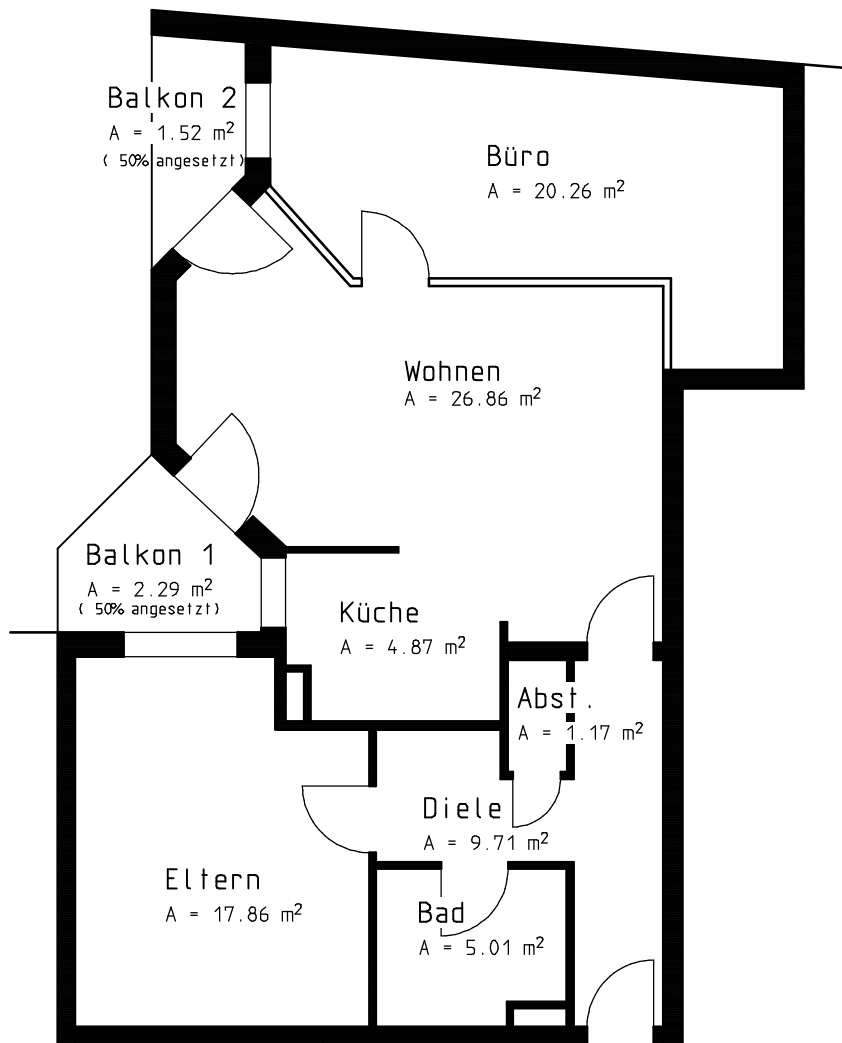 Balkon 2
A = 1.52 m²
( 50% angesetzt)
Büro
A = 20.26 m²
Wohnen
A = 26.86 m²
Balkon 1
A = 2.29 m²
( 50% angesetzt)
Küche
A = 4.87 m²
Abst.
A = 1.17 m²
Diele
A = 9.71 m²
Eltern
A = 17.86 m²
Bad
A = 5.01 m²